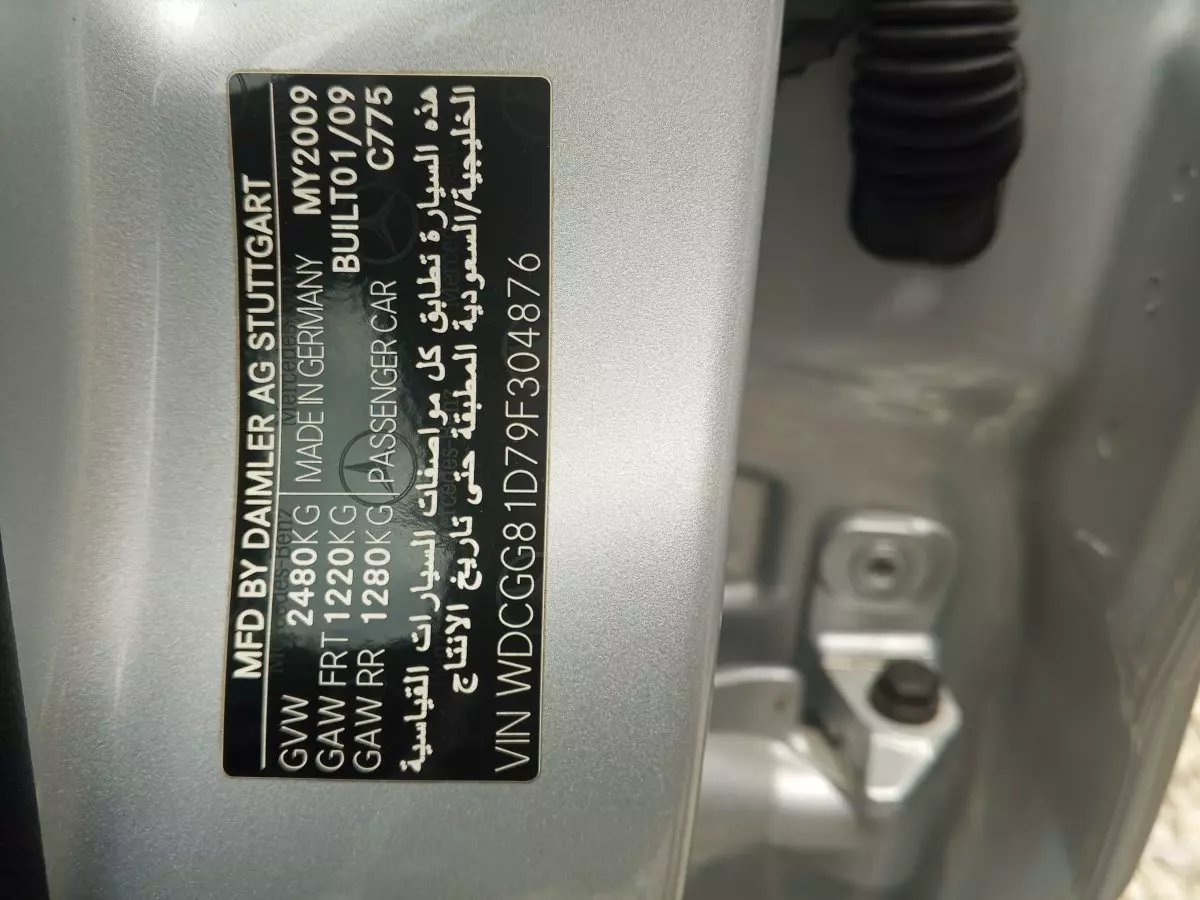 MFD BY DAIMLER AG STUTTGART
GVW 2480KG MADE IN GERMANY MY2009
GAW FRT 1220KG BUILT01/09
GAW RR 1280KG PASSENGER CAR C775
هذه السيارة تطابق كل مواصفات السيارات القياسية
الخليجية/السعودية المطبقة حتى تاريخ الانتاج
VIN WDCGG81D79F304876